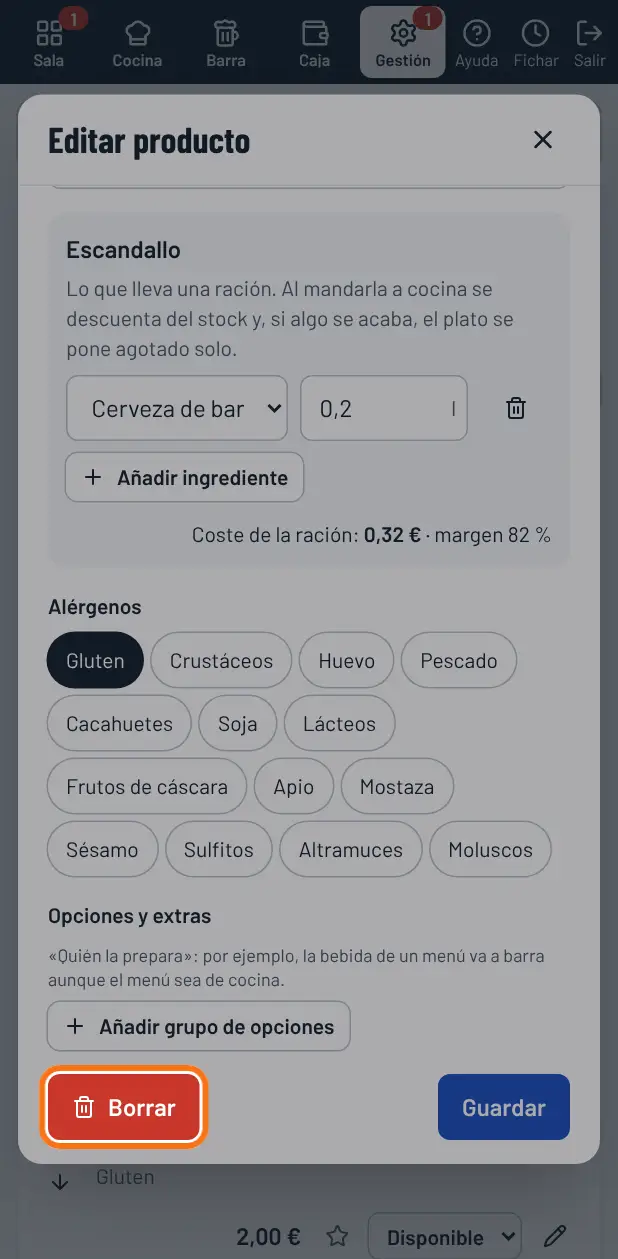 1
1
Sala
Cocina
Barra
Caja
Gestión
Ayuda
Fichar
Salir
Editar producto
Escandallo
Lo que lleva una ración. Al mandarla a cocina se
descuenta del stock y, si algo se acaba, el plato se
pone agotado solo.
Cerveza de bar
0,2
l
Añadir ingrediente
Coste de la ración: 0,32 € · margen 82 %
Alérgenos
Gluten
Crustáceos
Huevo
Pescado
Cacahuetes
Soja
Lácteos
Frutos de cáscara
Apio
Mostaza
Sésamo
Sulfitos
Altramuces
Moluscos
Opciones y extras
«Quién la prepara»: por ejemplo, la bebida de un menú va a barra
aunque el menú sea de cocina.
Añadir grupo de opciones
Borrar
Guardar
Gluten
2,00 €
Disponible